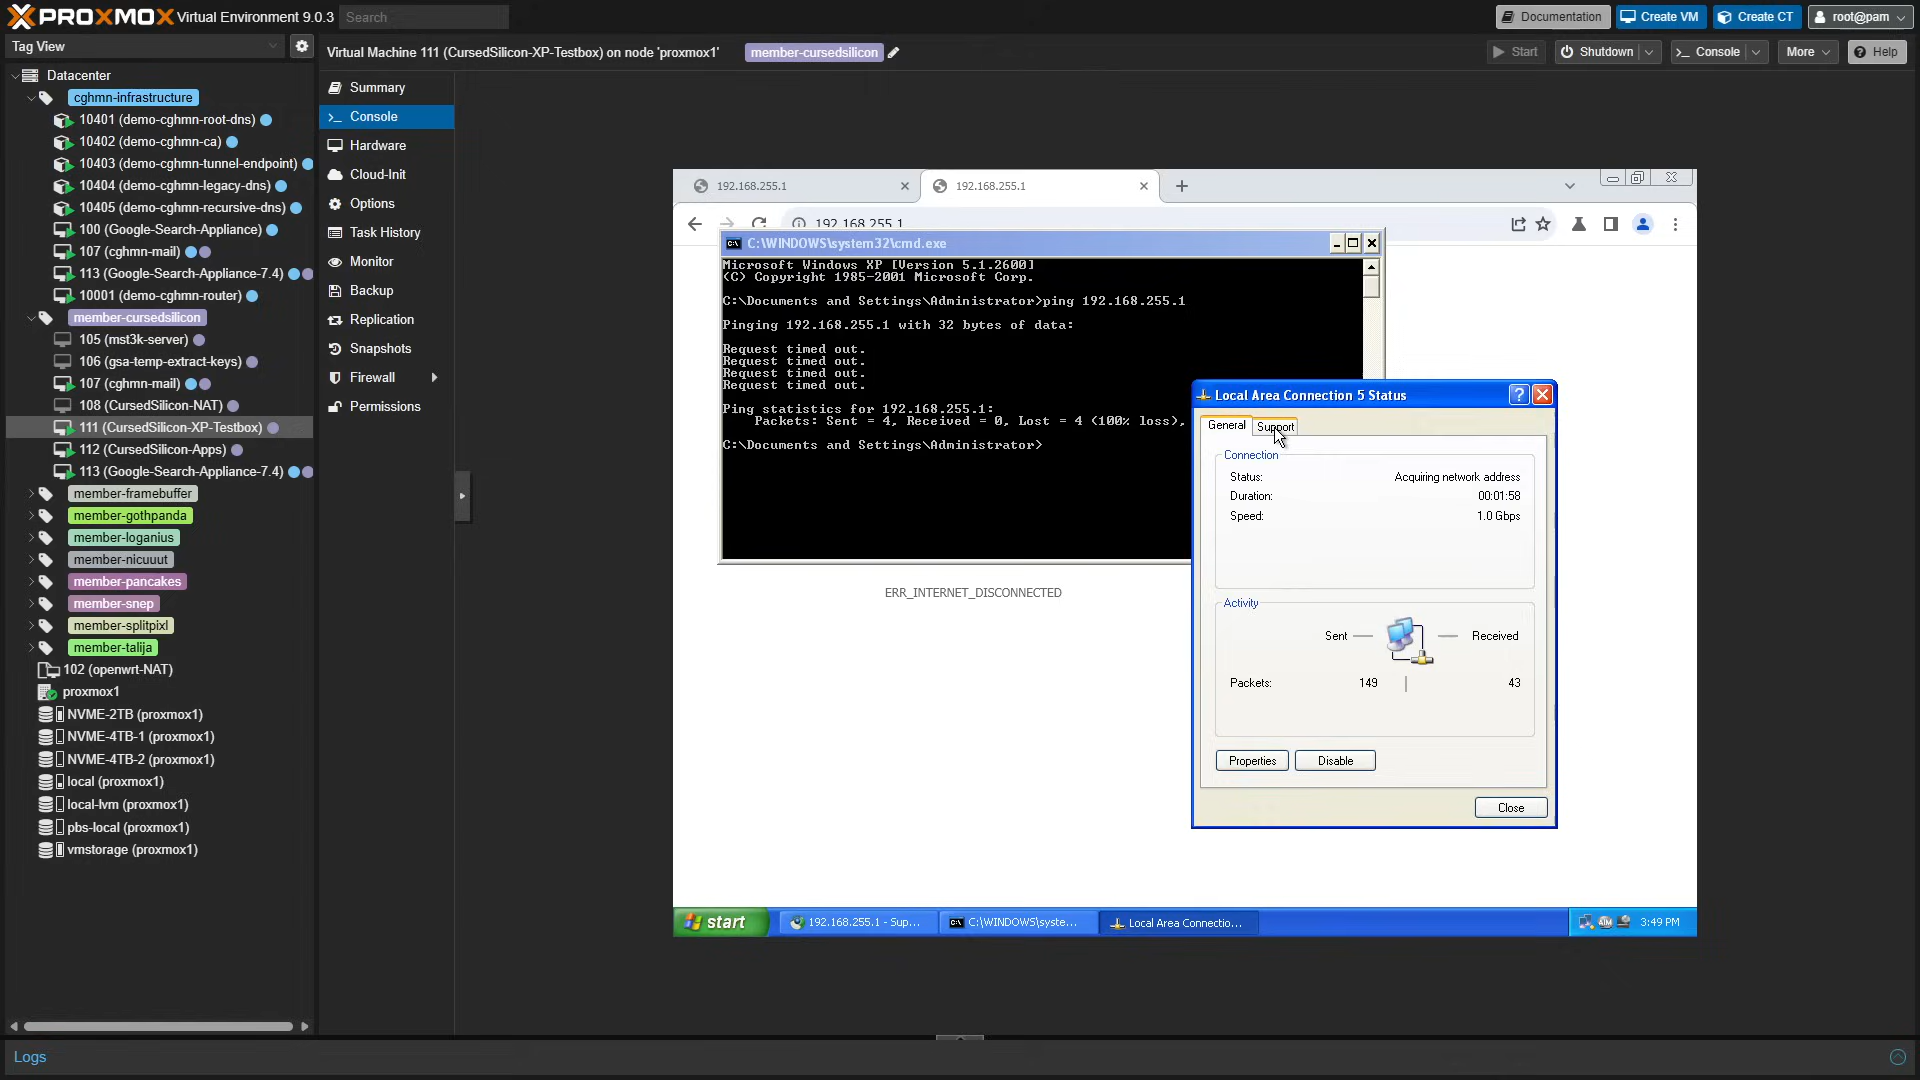 PROXMOX Virtual Environment 9.0.3
Search
Documentation
Create VM
Create CT
root@pam
Tag View
Virtual Machine 111 (CursedSilicon-XP-Testbox) on node 'proxmox1'
member-cursedsilicon
Start
Shutdown
Console
More
Help
Datacenter
cghmn-infrastructure
10401 (demo-cghmn-root-dns)
10402 (demo-cghmn-ca)
10403 (demo-cghmn-tunnel-endpoint)
10404 (demo-cghmn-legacy-dns)
10405 (demo-cghmn-recursive-dns)
100 (Google-Search-Appliance)
107 (cghmn-mail)
113 (Google-Search-Appliance-7.4)
10001 (demo-cghmn-router)
member-cursedsilicon
105 (mst3k-server)
106 (gsa-temp-extract-keys)
107 (cghmn-mail)
108 (CursedSilicon-NAT)
111 (CursedSilicon-XP-Testbox)
112 (CursedSilicon-Apps)
113 (Google-Search-Appliance-7.4)
member-framebuffer
member-gothpanda
member-loganius
member-nicuuut
member-pancakes
member-snep
member-splitpixl
member-talija
102 (openwrt-NAT)
proxmox1
NVME-2TB (proxmox1)
NVME-4TB-1 (proxmox1)
NVME-4TB-2 (proxmox1)
local (proxmox1)
local-lvm (proxmox1)
pbs-local (proxmox1)
vmstorage (proxmox1)
Summary
Console
Hardware
Cloud-Init
Options
Task History
Monitor
Backup
Replication
Snapshots
Firewall
Permissions
192.168.255.1
192.168.255.1
192.168.255.1
C:\WINDOWS\system32\cmd.exe
Microsoft Windows XP [Version 5.1.2600]
(C) Copyright 1985-2001 Microsoft Corp.
C:\Documents and Settings\Administrator>ping 192.168.255.1
Pinging 192.168.255.1 with 32 bytes of data:
Request timed out.
Request timed out.
Request timed out.
Request timed out.
Ping statistics for 192.168.255.1:
Packets: Sent = 4, Received = 0, Lost = 4 (100% loss),
C:\Documents and Settings\Administrator>
ERR_INTERNET_DISCONNECTED
Local Area Connection 5 Status
General
Support
Connection
Status: Acquiring network address
Duration: 00:01:58
Speed: 1.0 Gbps
Activity
Sent
Received
Packets: 149 43
Properties
Disable
Close
start
192.168.255.1 - Sup...
C:\WINDOWS\syste...
Local Area Connectio...
3:49 PM
Logs